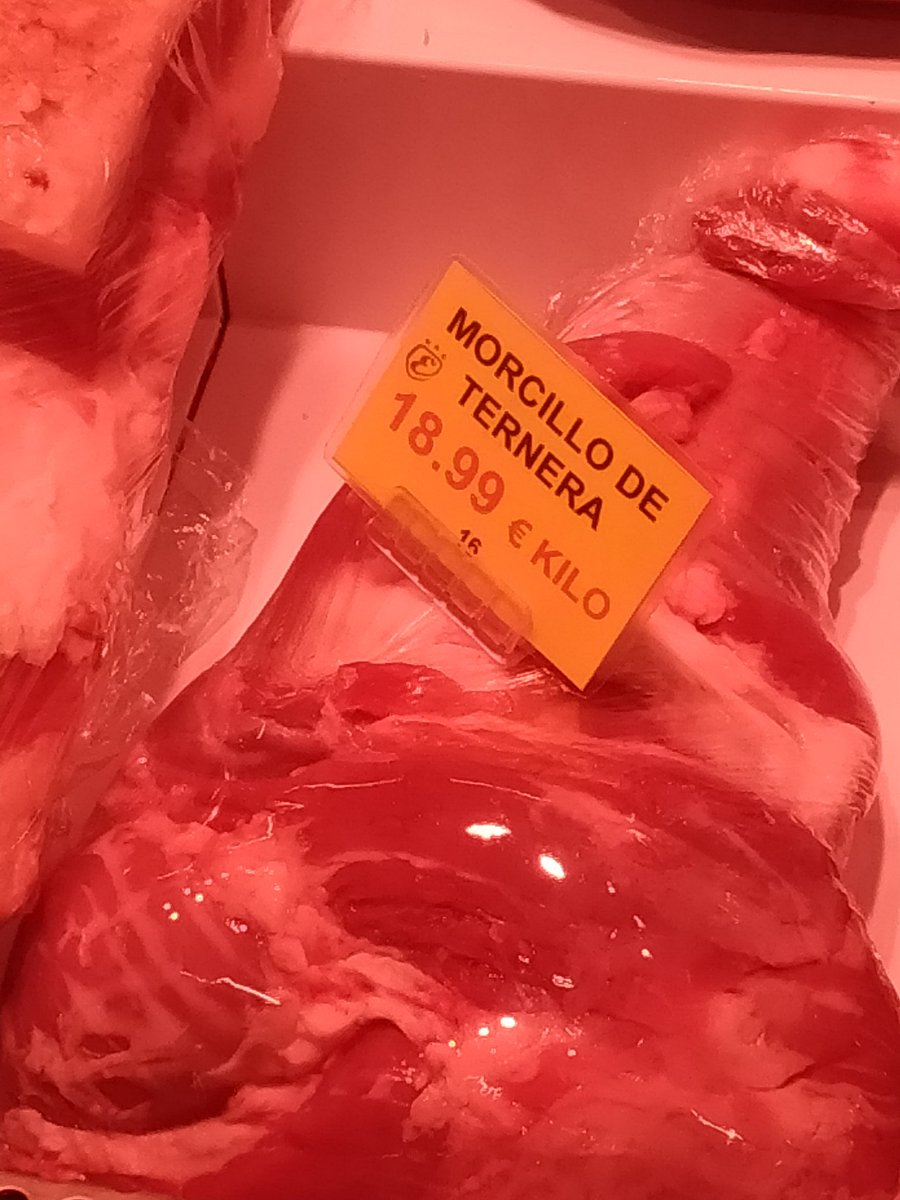 MORCILLO DE
TERNERA
18.99 € KILO
16